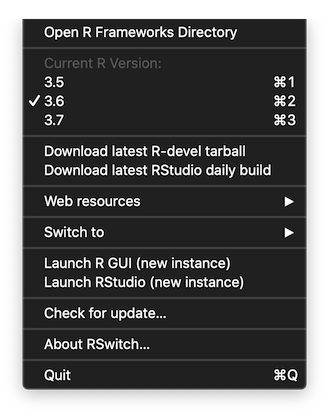 Open R Frameworks Directory
Current R Version:
3.5 ⌘1
✓ 3.6 ⌘2
3.7 ⌘3
Download latest R-devel tarball
Download latest RStudio daily build
Web resources ▶
Switch to ▶
Launch R GUI (new instance)
Launch RStudio (new instance)
Check for update...
About RSwitch...
Quit ⌘Q